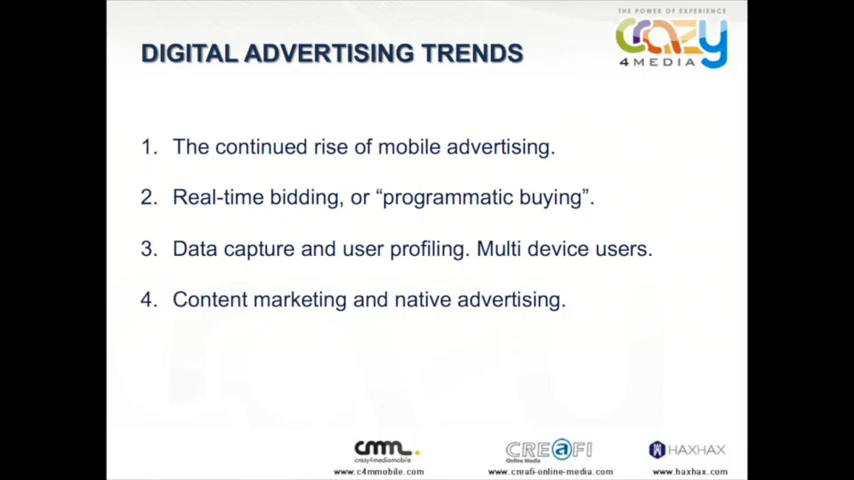 THE POWER OF EXPERIENCE
crazy
4MEDIA
DIGITAL ADVERTISING TRENDS
1. The continued rise of mobile advertising.
2. Real-time bidding, or “programmatic buying”.
3. Data capture and user profiling. Multi device users.
4. Content marketing and native advertising.
cmm.
crazy4mediamobile
www.c4mmobile.com
CREAFI
Online Media
www.creafi-online-media.com
HAXHAX
www.haxhax.com